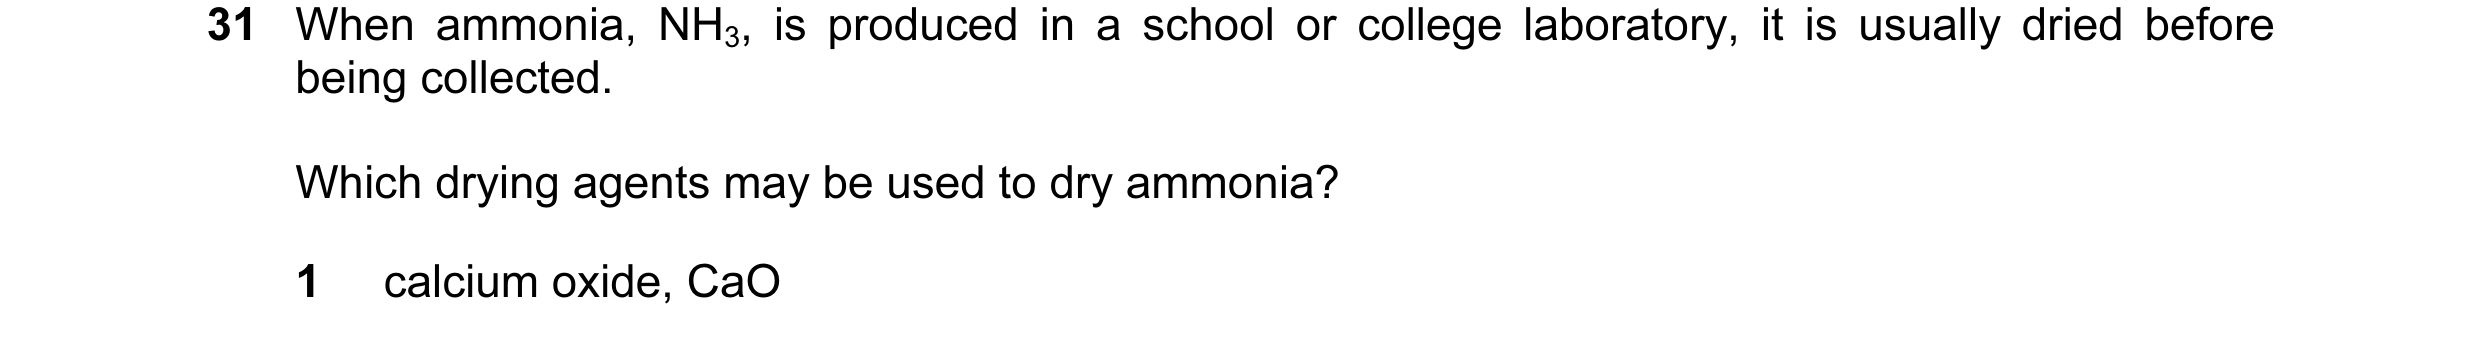 31 When ammonia, NH₃, is produced in a school or college laboratory, it is usually dried before
being collected.
Which drying agents may be used to dry ammonia?
1 calcium oxide, CaO